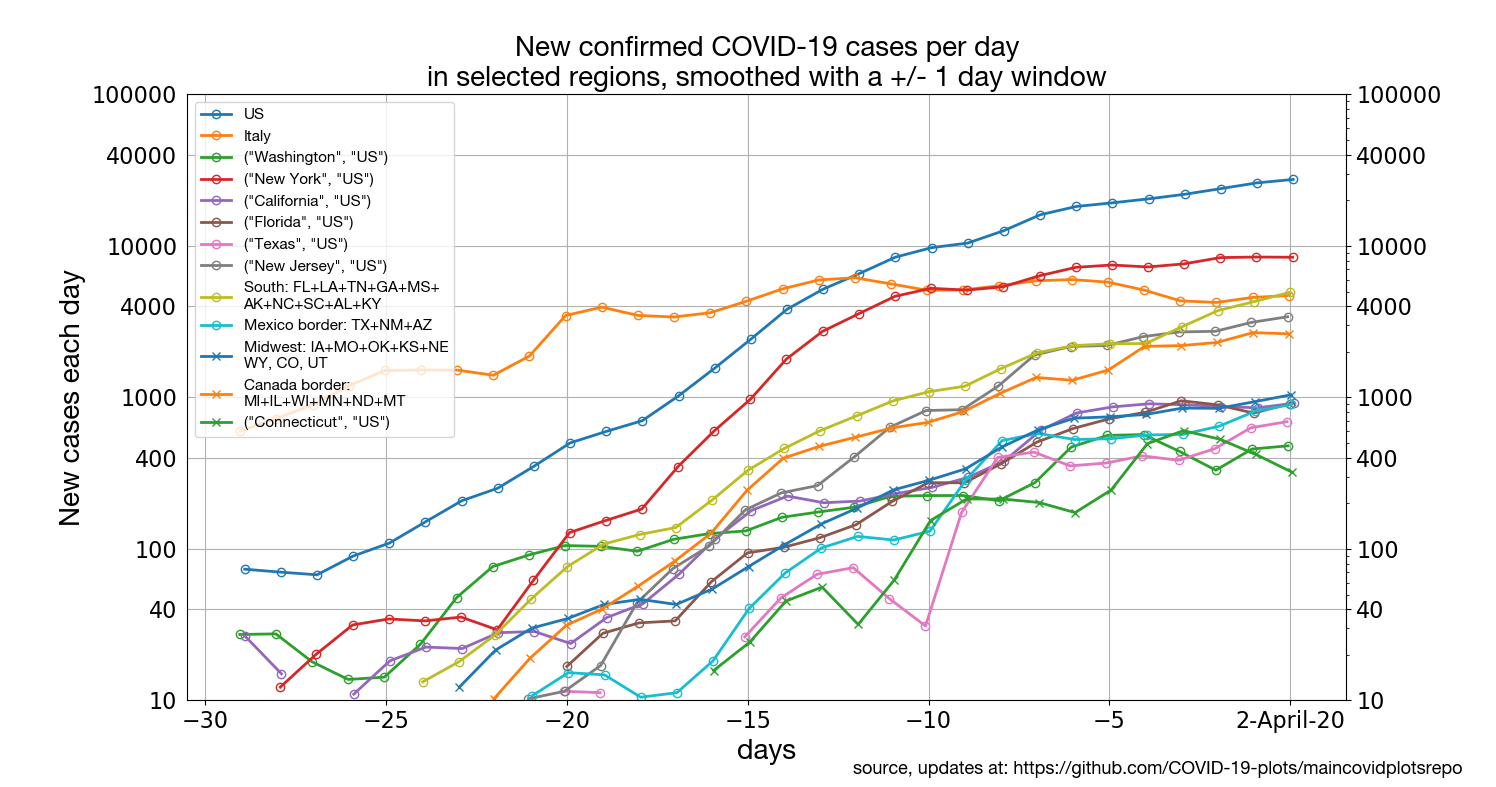 New confirmed COVID-19 cases per day
in selected regions, smoothed with a +/- 1 day window
100000
40000
10000
4000
1000
400
100
40
10
New cases each day
US
Italy
("Washington", "US")
("New York", "US")
("California", "US")
("Florida", "US")
("Texas", "US")
("New Jersey", "US")
South: FL+LA+TN+GA+MS+
AK+NC+SC+AL+KY
Mexico border: TX+NM+AZ
Midwest: IA+MO+OK+KS+NE
WY, CO, UT
Canada border:
MI+IL+WI+MN+ND+MT
("Connecticut", "US")
100000
40000
10000
4000
1000
400
100
40
10
−30 −25 −20 −15 −10 −5 2-April-20
days
source, updates at: https://github.com/COVID-19-plots/maincovidplotsrepo